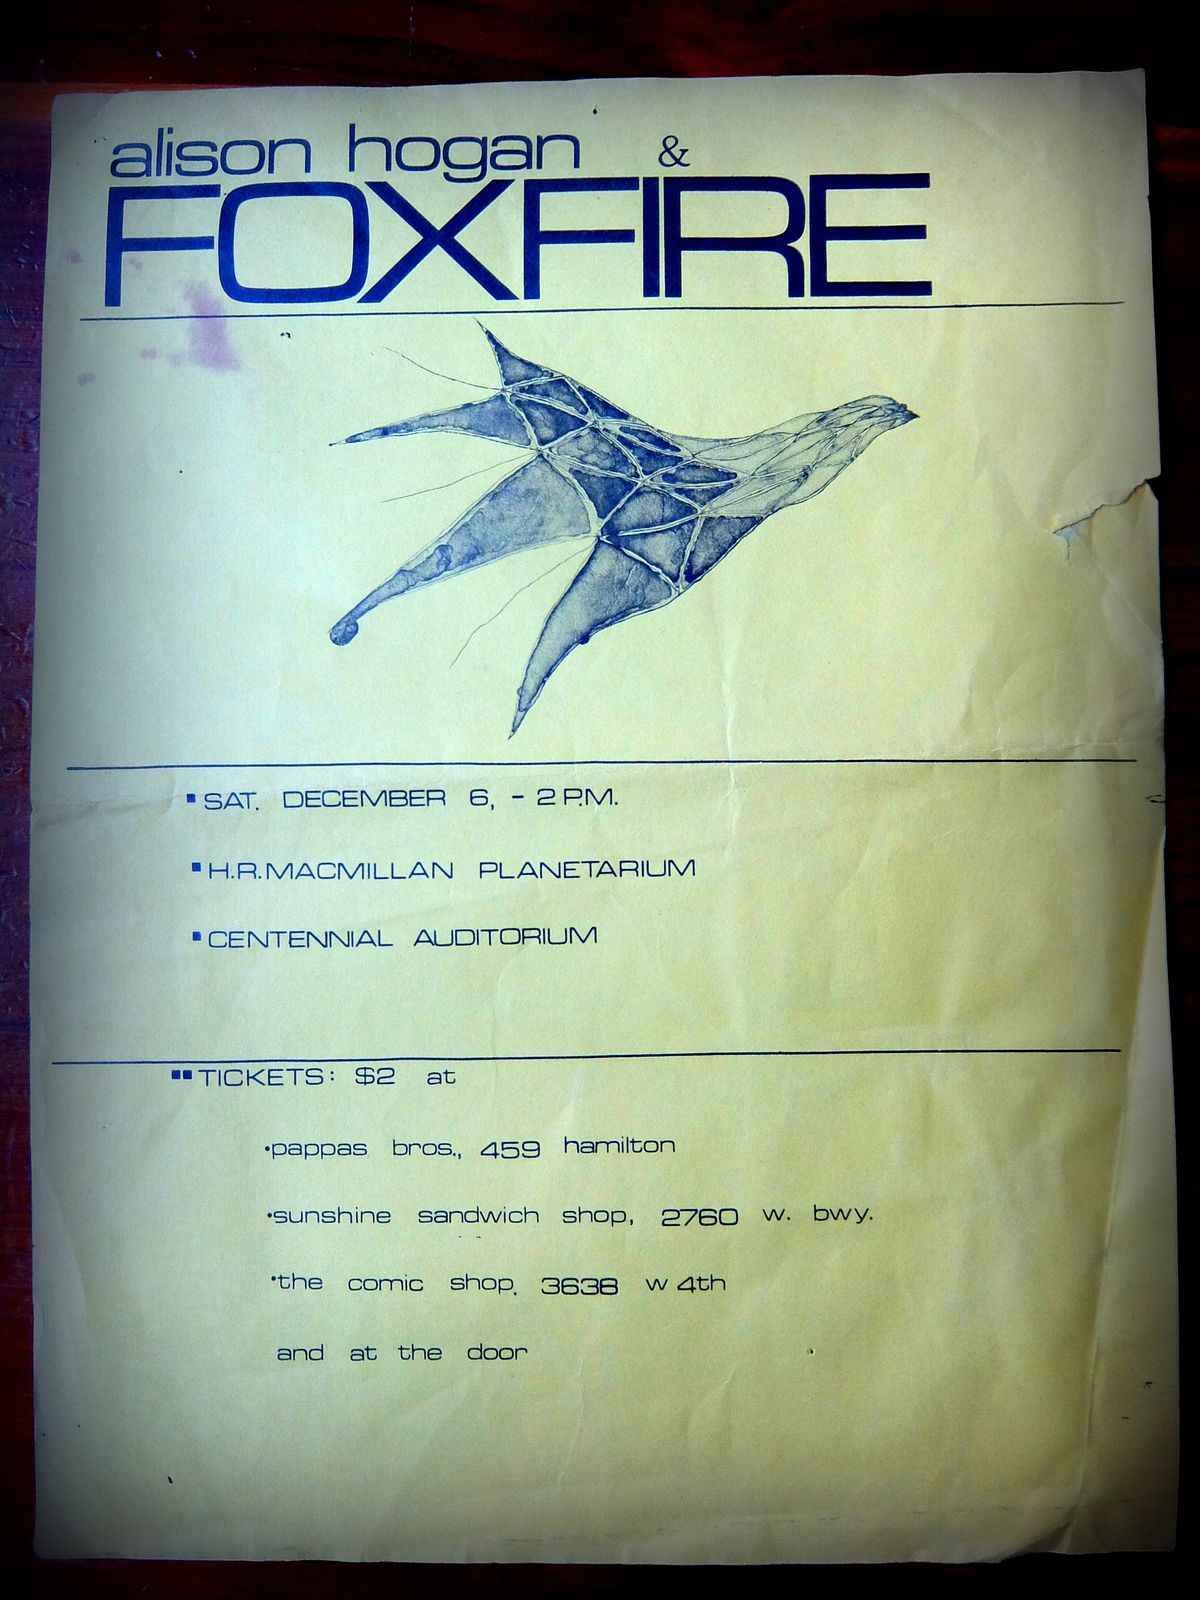 alison hogan &
FOXFIRE
SAT. DECEMBER 6, - 2 P.M.
H.R. MACMILLAN PLANETARIUM
CENTENNIAL AUDITORIUM
TICKETS: $2 at
•pappas bros., 459 hamilton
•sunshine sandwich shop, 2760 w. bwy.
•the comic shop, 3638 w 4th
and at the door